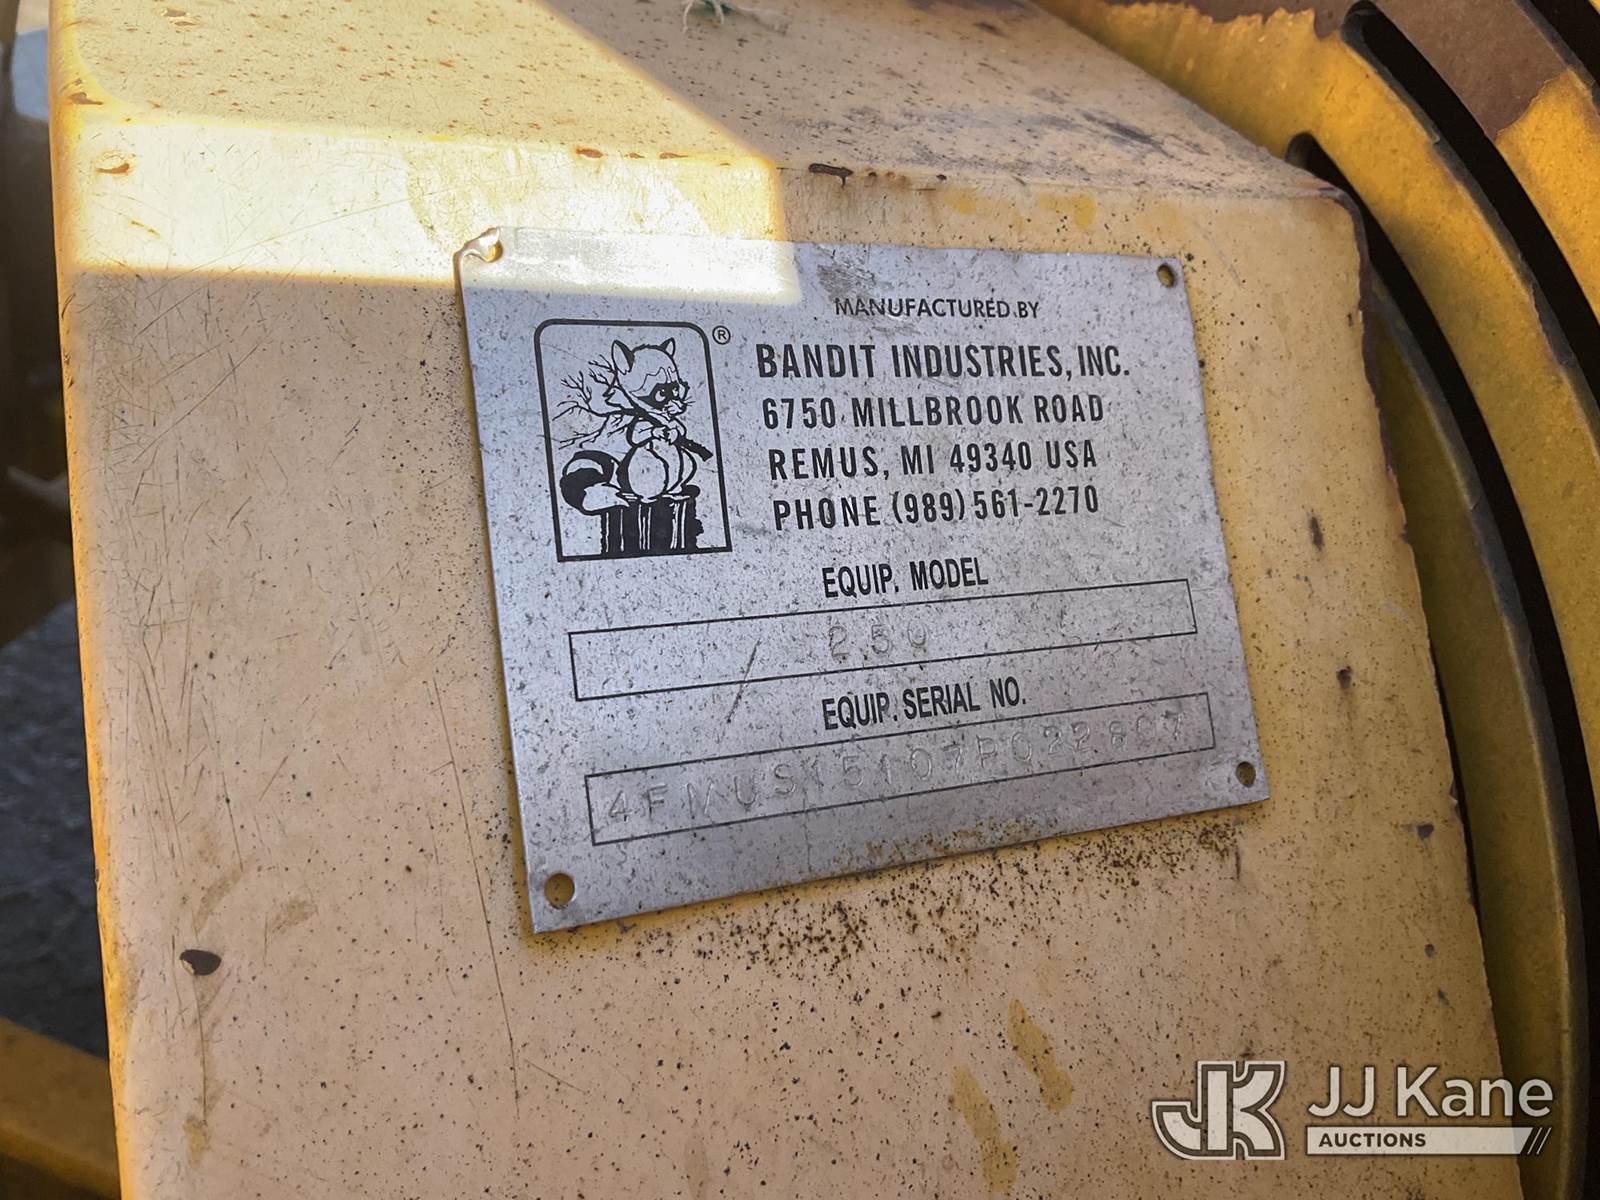 MANUFACTURED BY
®
BANDIT INDUSTRIES, INC.
6750 MILLBROOK ROAD
REMUS, MI 49340 USA
PHONE (989) 561-2270
EQUIP. MODEL
250
EQUIP. SERIAL NO.
JJ Kane
AUCTIONS